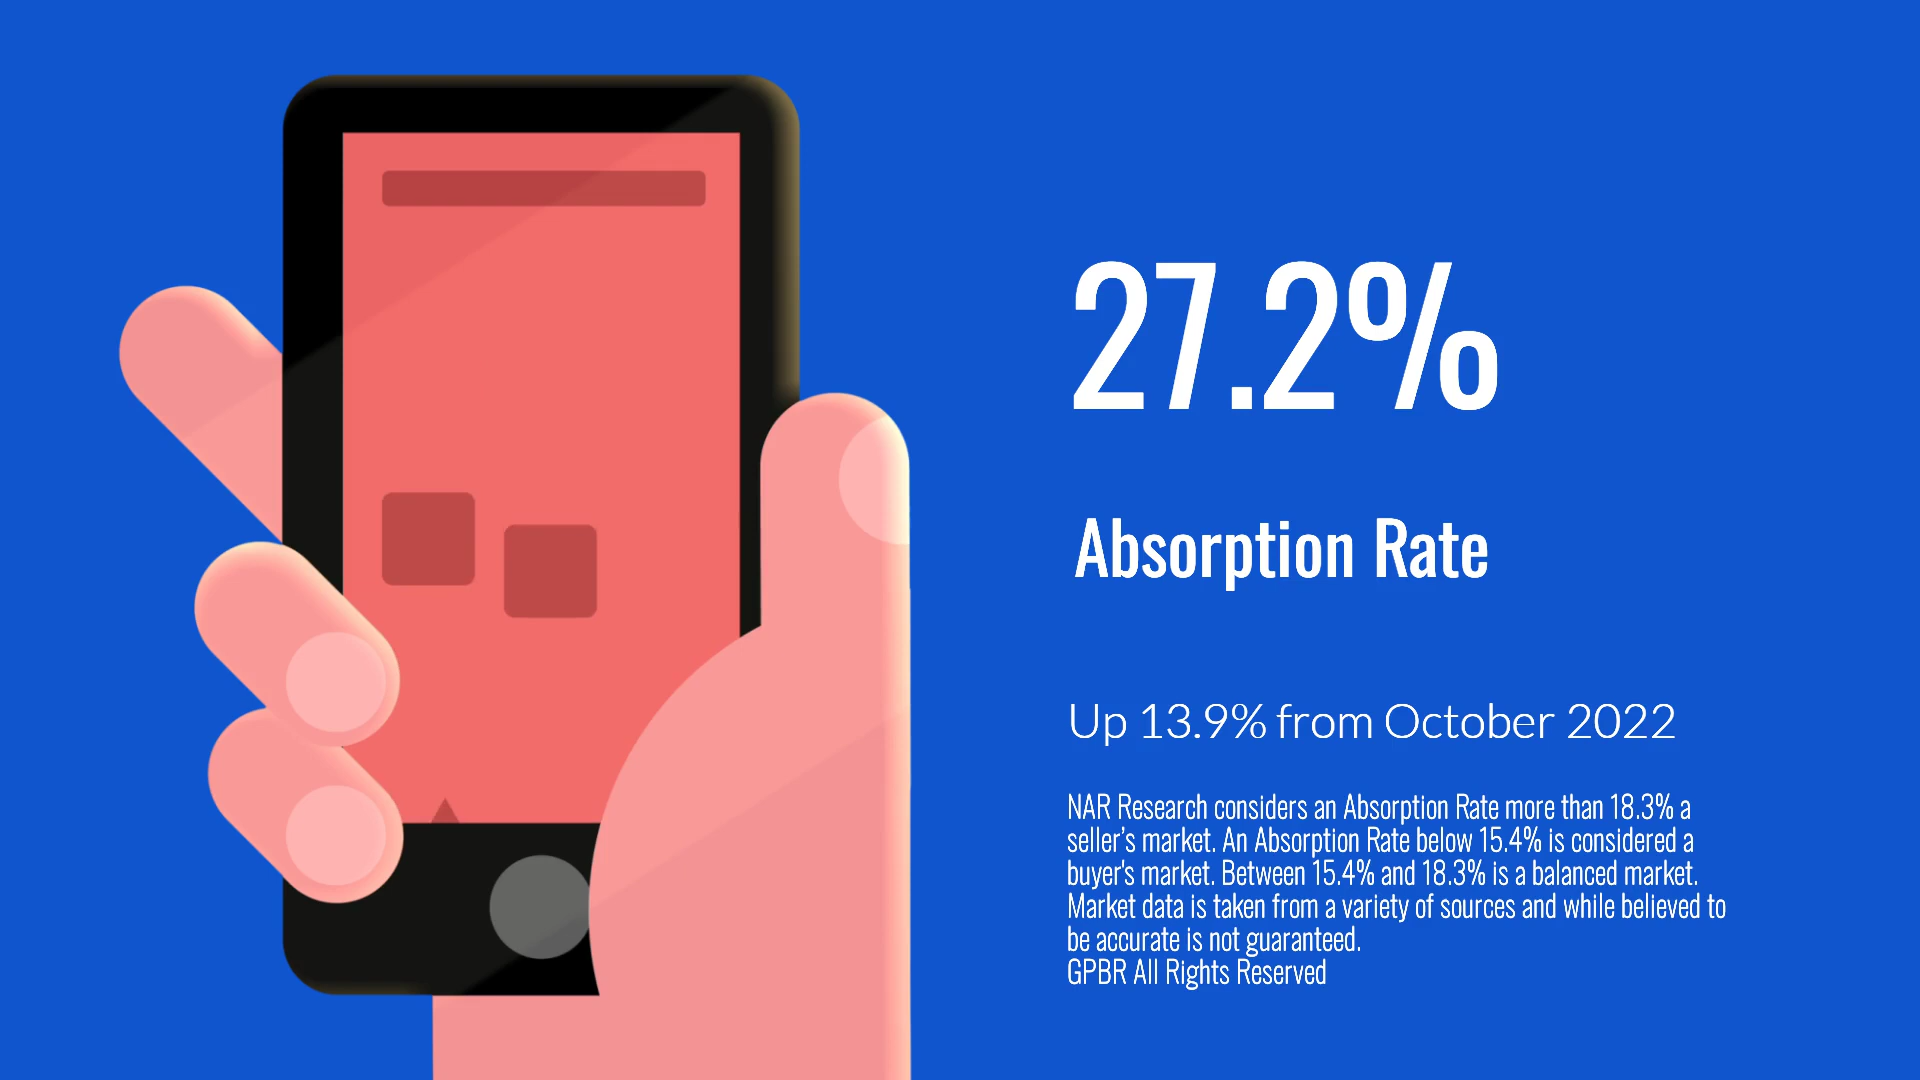 27.2%
Absorption Rate
Up 13.9% from October 2022
NAR Research considers an Absorption Rate more than 18.3% a
seller’s market. An Absorption Rate below 15.4% is considered a
buyer's market. Between 15.4% and 18.3% is a balanced market.
Market data is taken from a variety of sources and while believed to
be accurate is not guaranteed.
GPBR All Rights Reserved